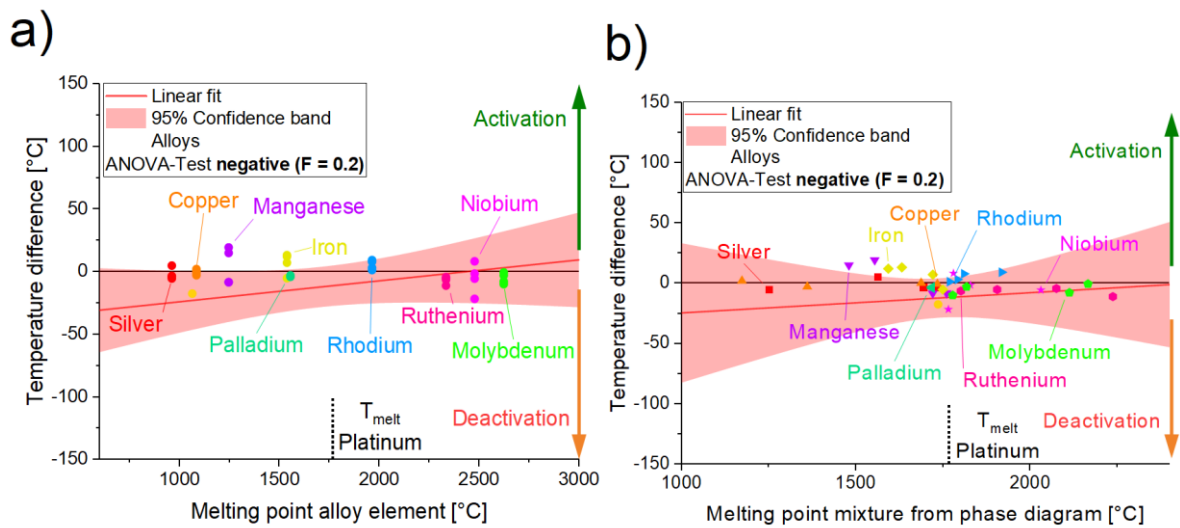 a)
150
100
50
0
-50
-100
-150
Temperature difference [°C]
Linear fit
95% Confidence band
Alloys
ANOVA-Test negative (F = 0.2)
Activation
Copper
Manganese
Iron
Niobium
Silver
Palladium
Rhodium
Ruthenium
Molybdenum
Deactivation
Tmelt
Platinum
1000 1500 2000 2500 3000
Melting point alloy element [°C]
b)
150
100
50
0
-50
-100
-150
Temperature difference [°C]
Linear fit
95% Confidence band
Alloys
ANOVA-Test negative (F = 0.2)
Activation
Copper
Rhodium
Iron
Silver
Niobium
Manganese
Palladium
Molybdenum
Ruthenium
Deactivation
Tmelt
Platinum
1000 1500 2000
Melting point mixture from phase diagram [°C]